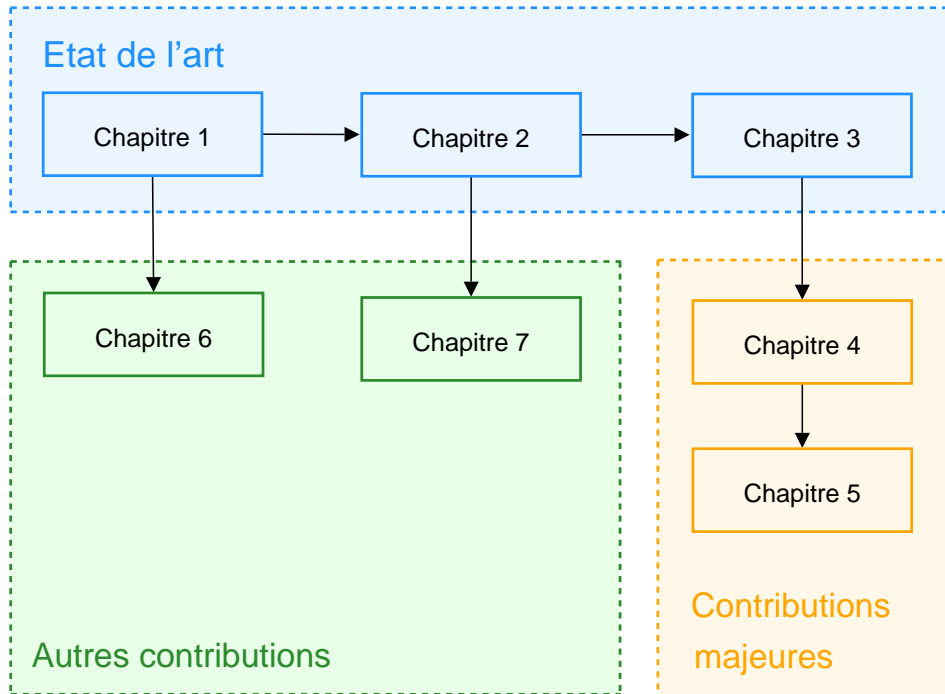 Etat de l’art
Chapitre 1
Chapitre 2
Chapitre 3
Chapitre 6
Chapitre 7
Chapitre 4
Chapitre 5
Autres contributions
Contributions
majeures